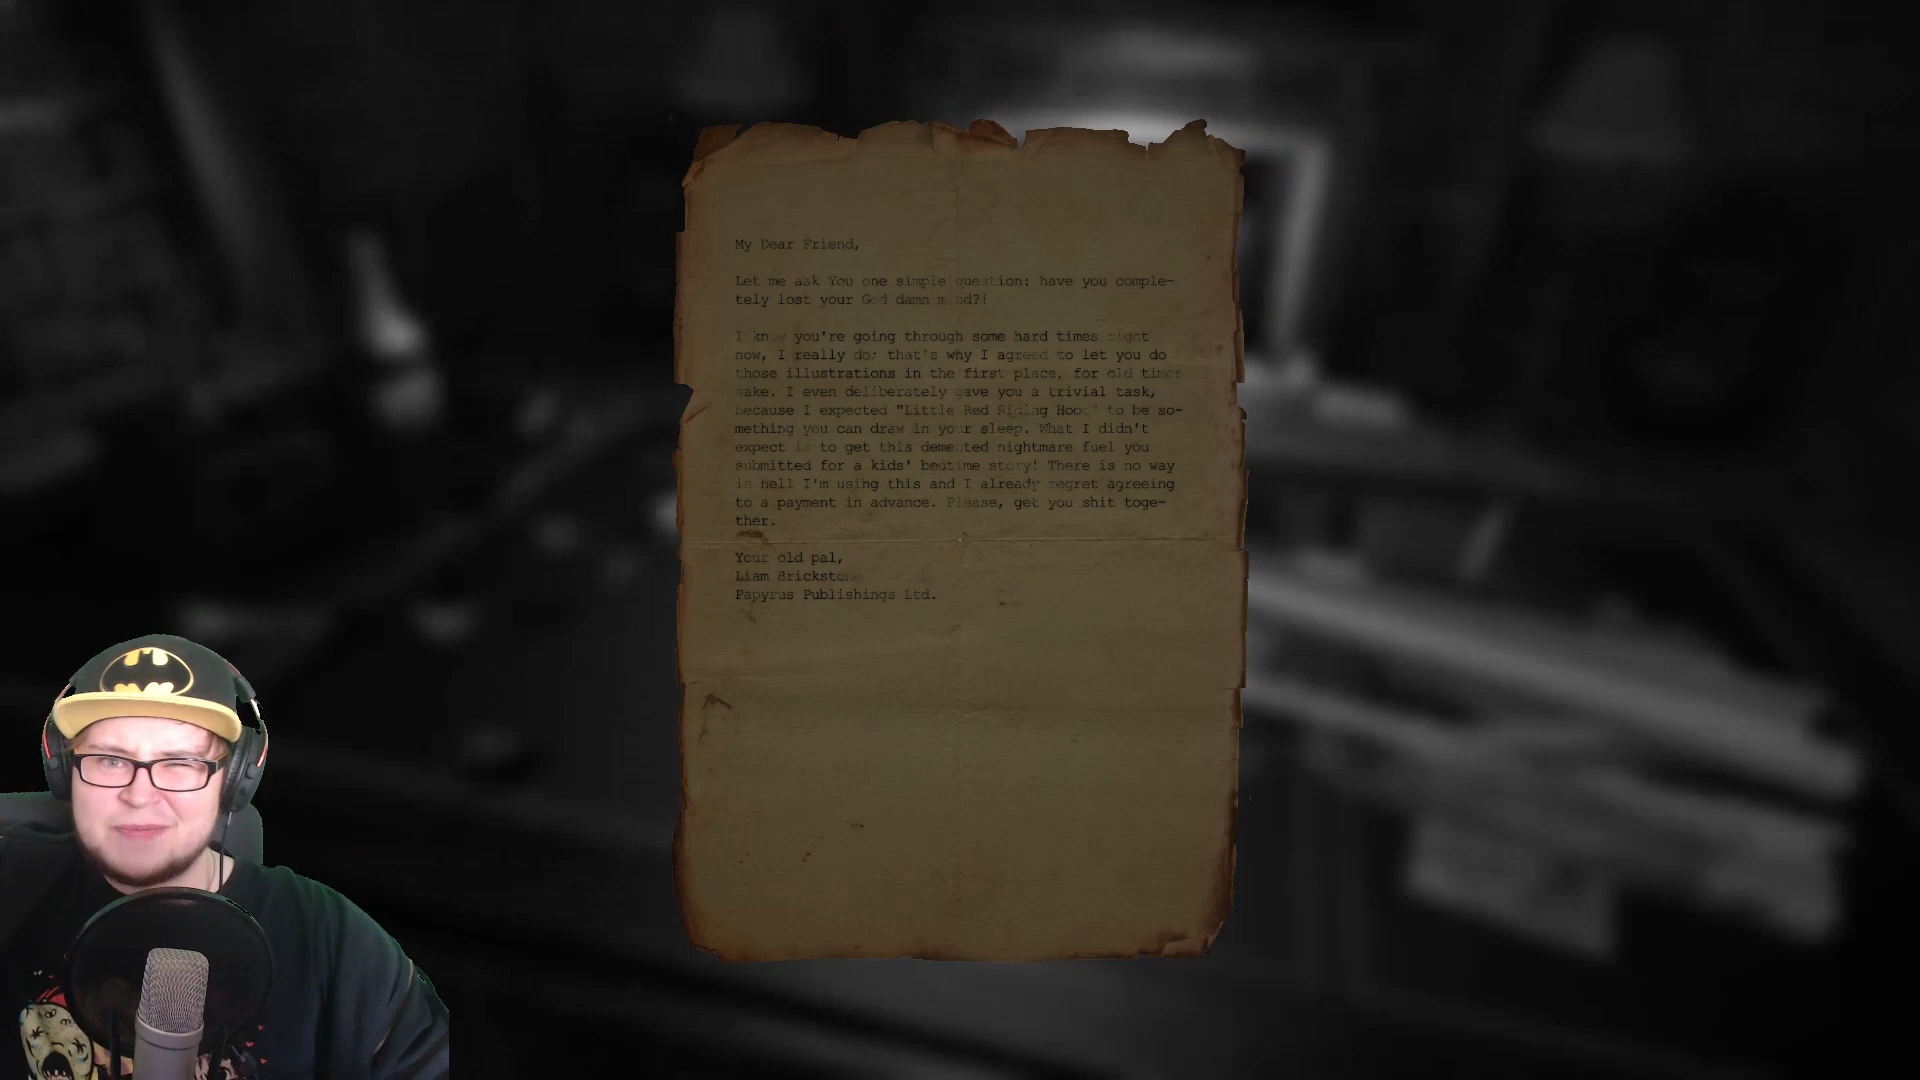 My Dear Friend,
Let me ask You one simple question: have you comple-
tely lost your God damn mind?!
I know you're going through some hard times right
now, I really do; that's why I agreed to let you do
those illustrations in the first place, for old times
sake. I even deliberately gave you a trivial task,
because I expected "Little Red Riding Hood" to be so-
mething you can draw in your sleep. What I didn't
expect is to get this demented nightmare fuel you
submitted for a kids' bedtime story! There is no way
in hell I'm using this and I already regret agreeing
to a payment in advance. Please, get you shit toge-
ther.
Your old pal,
Liam Brickstone
Papyrus Publishings Ltd.